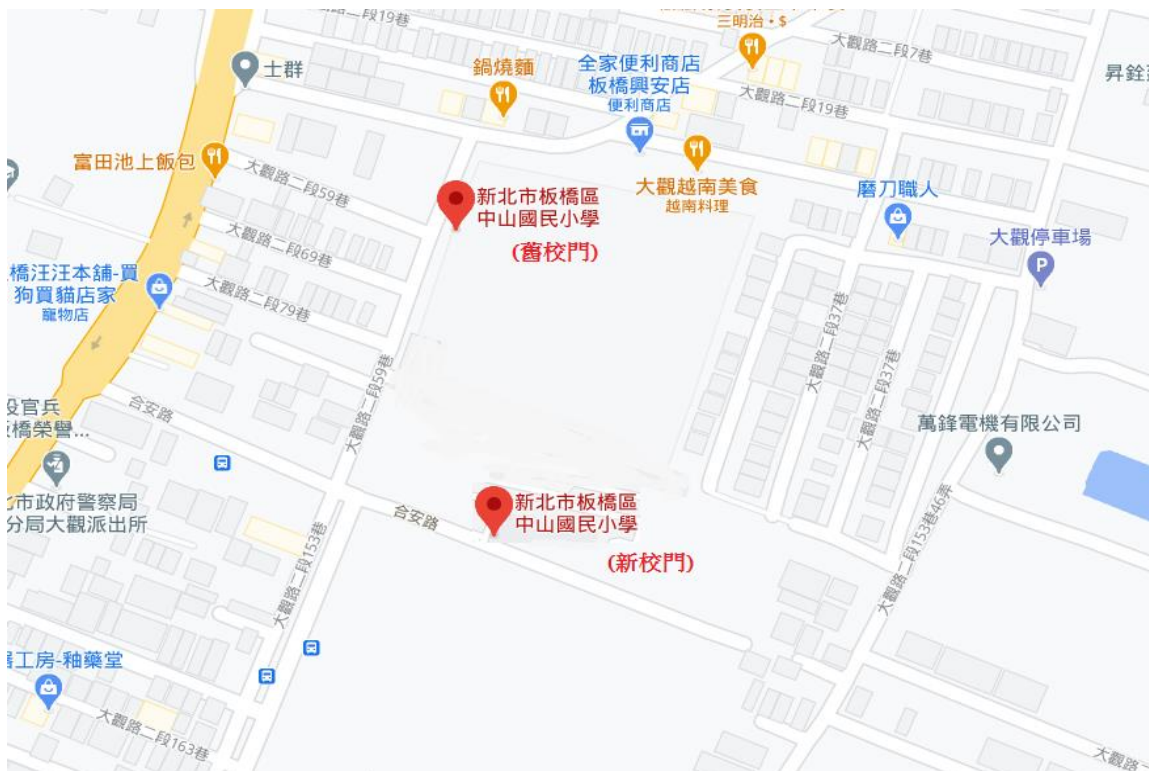 大觀路二段19巷
三明治・$
大觀路二段7巷
士群
鍋燒麵
全家便利商店
板橋興安店
便利商店
大觀路二段19巷
昇銓
富田池上飯包
大觀路二段59巷
新北市板橋區
中山國民小學
(舊校門)
大觀越南美食
越南料理
磨刀職人
大觀停車場
P
大觀路二段69巷
橋汪汪本舖-買
狗買貓店家
寵物店
大觀路二段79巷
大觀路二段37巷
大觀路二段37巷
大觀路二段59巷
合安路
役官兵
板橋榮譽...
萬鋒電機有限公司
市政府警察局
分局大觀派出所
新北市板橋區
中山國民小學
(新校門)
合安路
大觀路二段153巷
大觀路二段153巷46弄
工房-釉藥堂
大觀路二段163巷
大觀路二